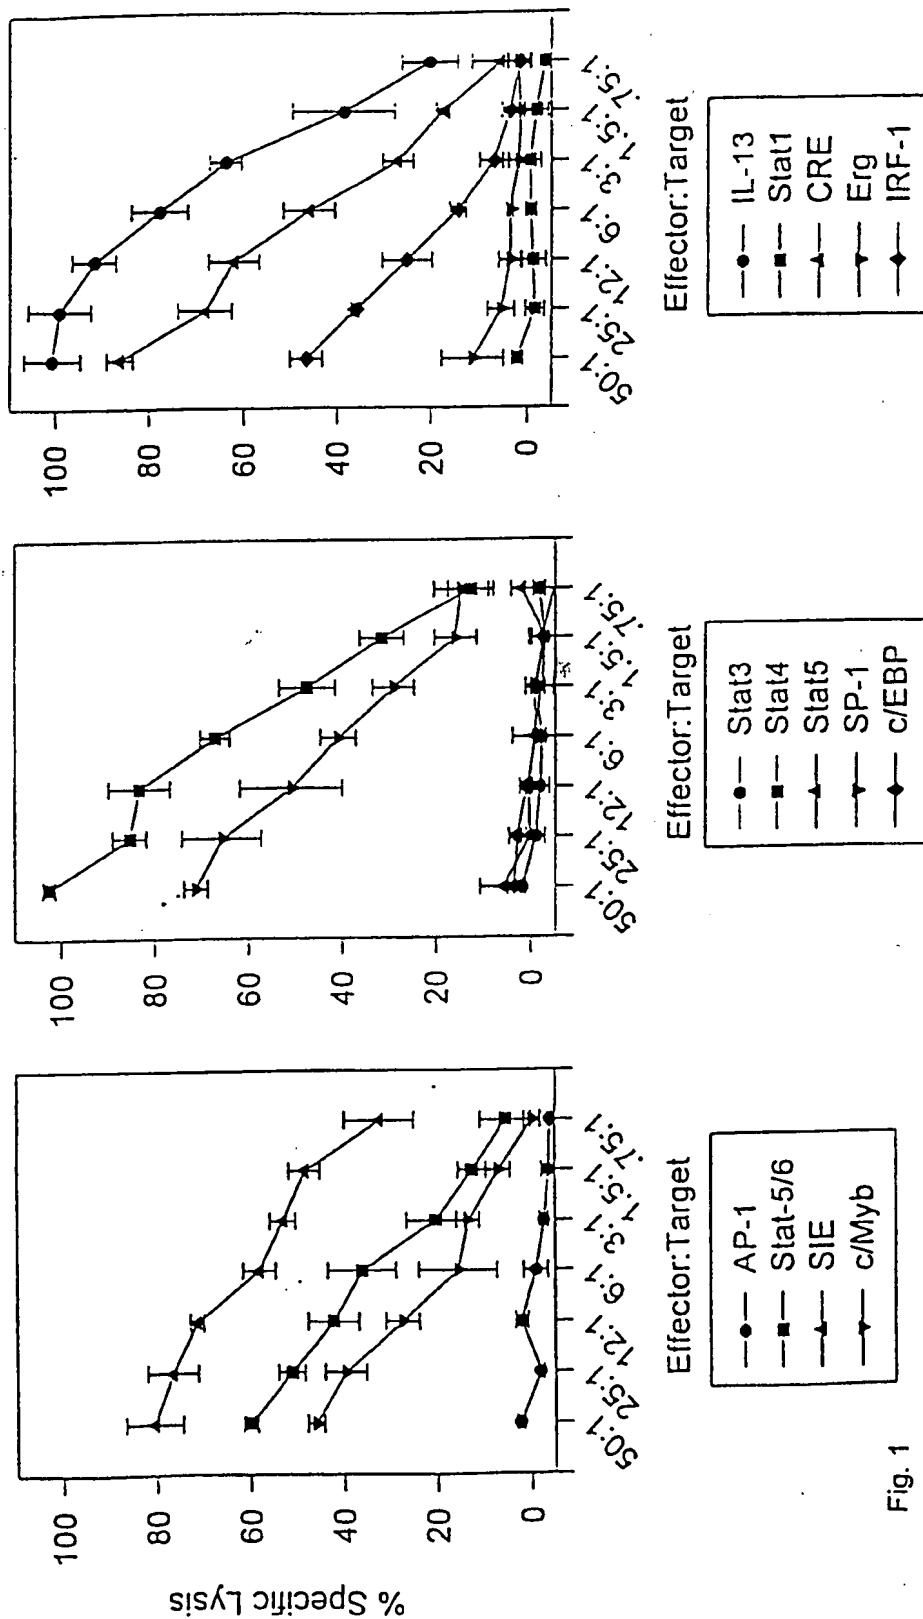 % Specific Lysis
100
80
60
40
20
0
50:1 25:1 12:1 6:1 3:1 1.5:1 .75:1
Effector:Target
AP-1
Stat-5/6
SIE
c/Myb
100
80
60
40
20
0
50:1 25:1 12:1 6:1 3:1 1.5:1 .75:1
Effector:Target
Stat3
Stat4
Stat5
SP-1
c/EBP
100
80
60
40
20
0
50:1 25:1 12:1 6:1 3:1 1.5:1 .75:1
Effector:Target
IL-13
Stat1
CRE
Erg
IRF-1
Fig. 1